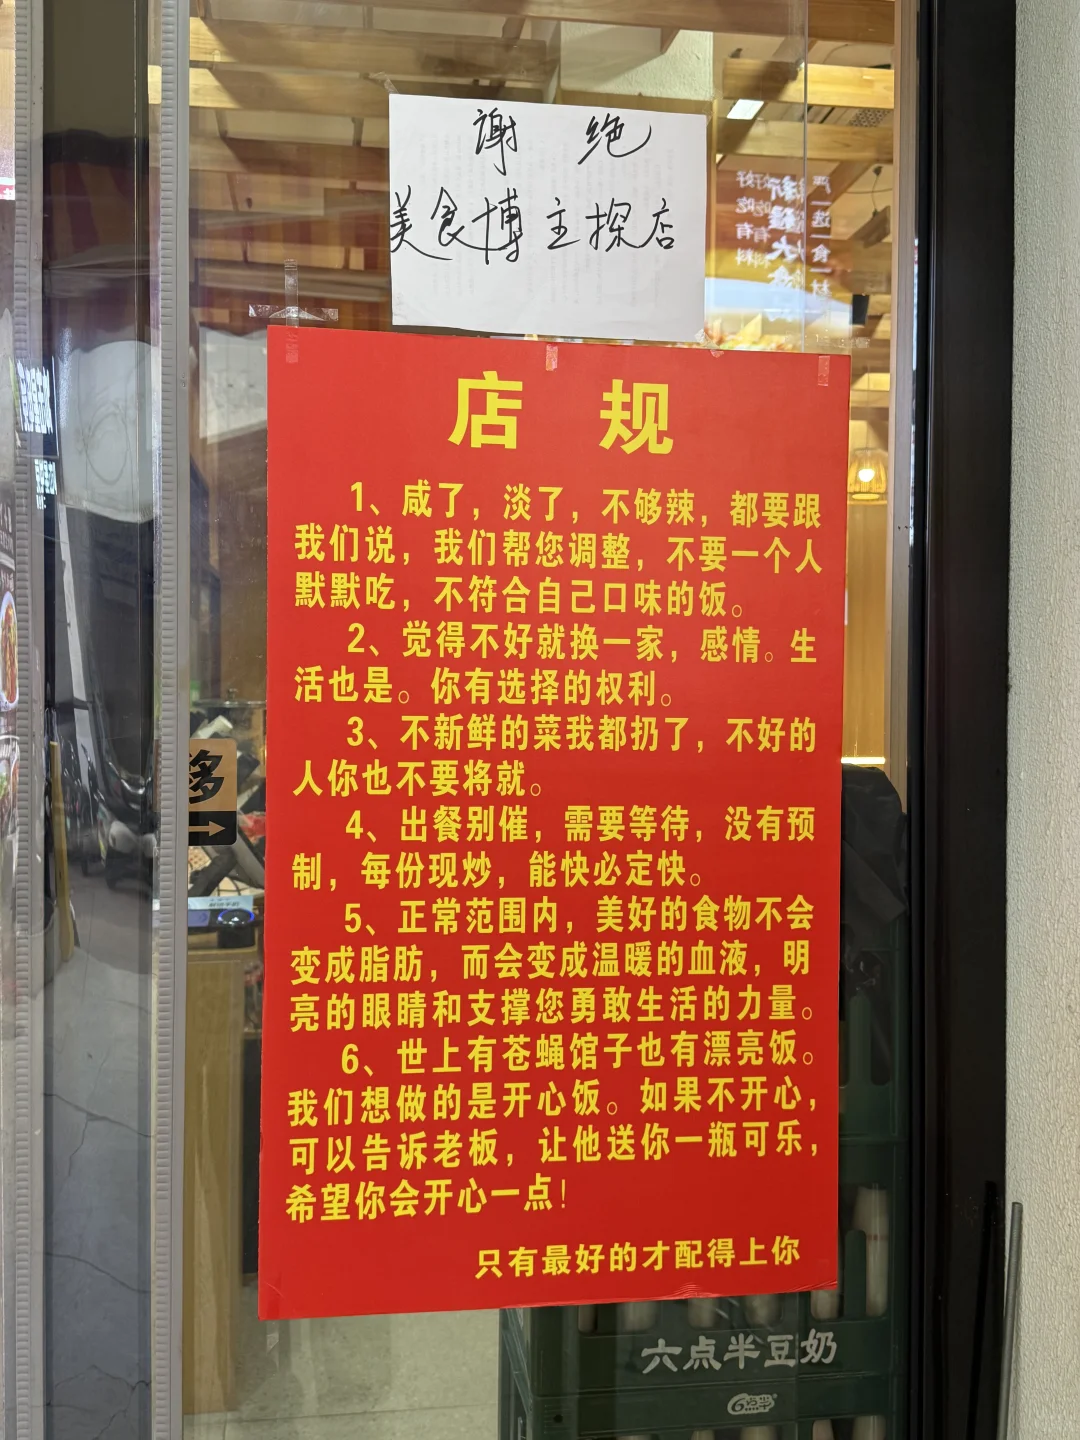 谢 绝
美食博主探店
店 规
1、咸了，淡了，不够辣，都要跟
我们说，我们帮您调整，不要一个人
默默吃，不符合自己口味的饭。
2、觉得不好就换一家，感情。生
活也是。你有选择的权利。
3、不新鲜的菜我都扔了，不好的
人你也不要将就。
4、出餐别催，需要等待，没有预
制，每份现炒，能快必定快。
5、正常范围内，美好的食物不会
变成脂肪，而会变成温暖的血液，明
亮的眼睛和支撑您勇敢生活的力量。
6、世上有苍蝇馆子也有漂亮饭。
我们想做的是开心饭。如果不开心，
可以告诉老板，让他送你一瓶可乐，
希望你会开心一点！
只有最好的才配得上你
移
六点半豆奶
6点半